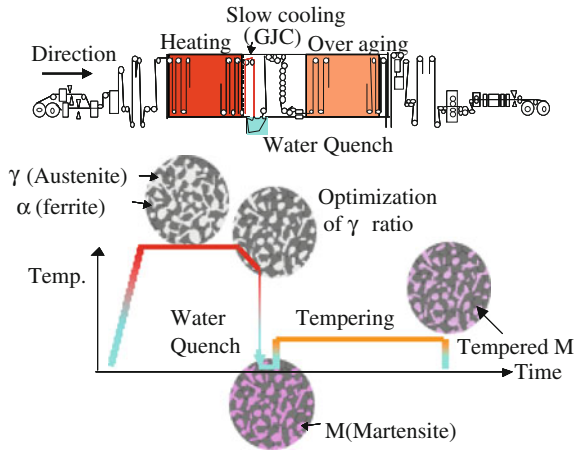 Slow cooling
(GJC)
Direction
Heating
Over aging
Water Quench
γ (Austenite)
α (ferrite)
Optimization
of γ ratio
Temp.
Water
Quench
Tempering
Tempered M
Time
M(Martensite)